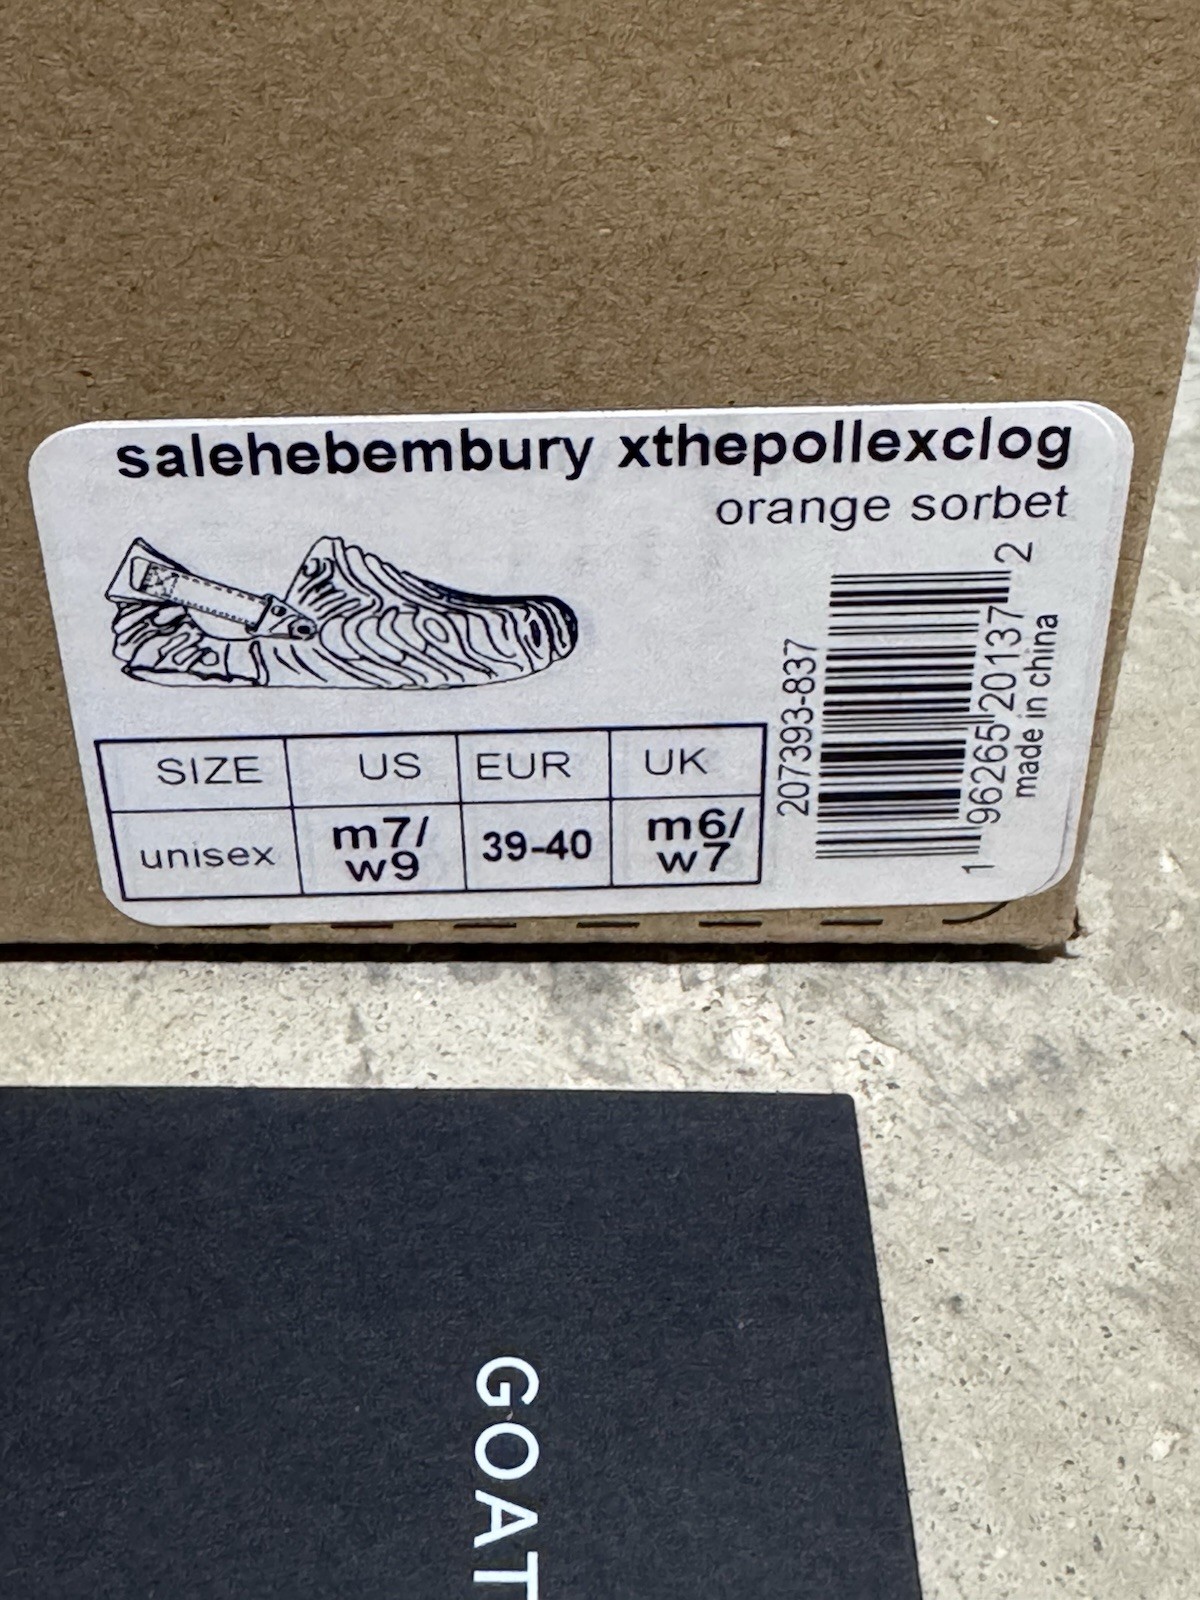 salehebembury xthepollexclog
orange sorbet
SIZE US EUR UK
unisex m7/w9 39-40 m6/w7
207393-837
1 96265 20137 2
made in china
GOAT